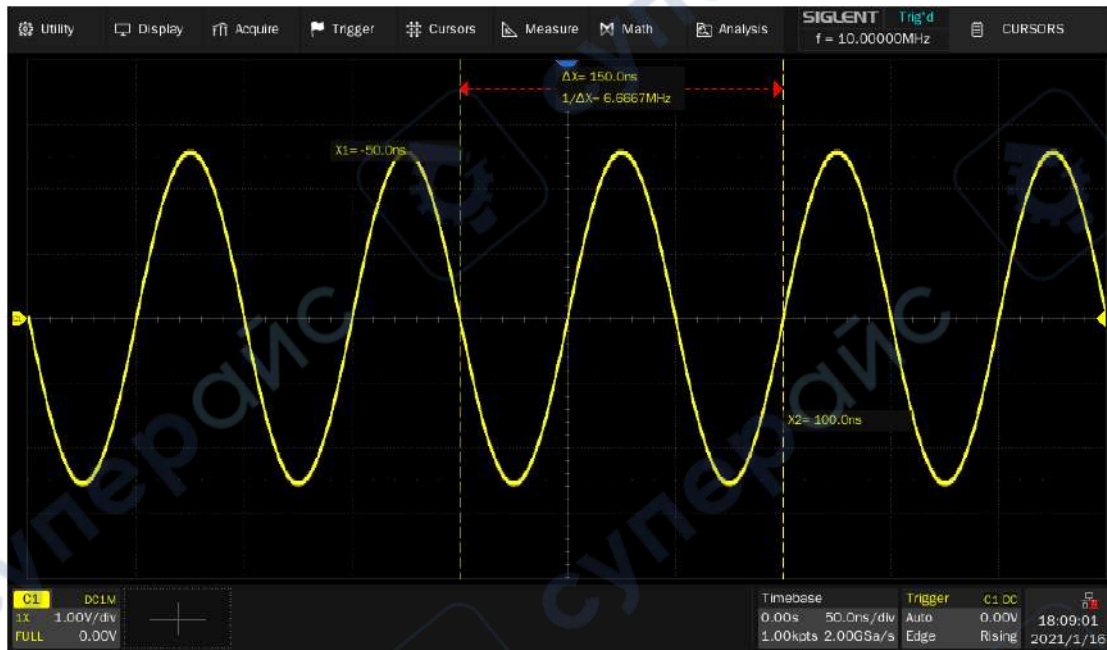 Utility Display Acquire Trigger Cursors Measure Math Analysis
SIGLENT Trig'd
f = 10.00000MHz
CURSORS
ΔX= 150.0ns
1/ΔX= 6.6667MHz
X1= -50.0ns
X2= 100.0ns
суперайс
суперайс
C1 DC1M
1X 1.00V/div
FULL 0.00V
Timebase
0.00s 50.0ns/div
1.00kpts 2.00GSa/s
Trigger C1 DC
Auto 0.00V
Edge Rising
18:09:01
2021/1/16